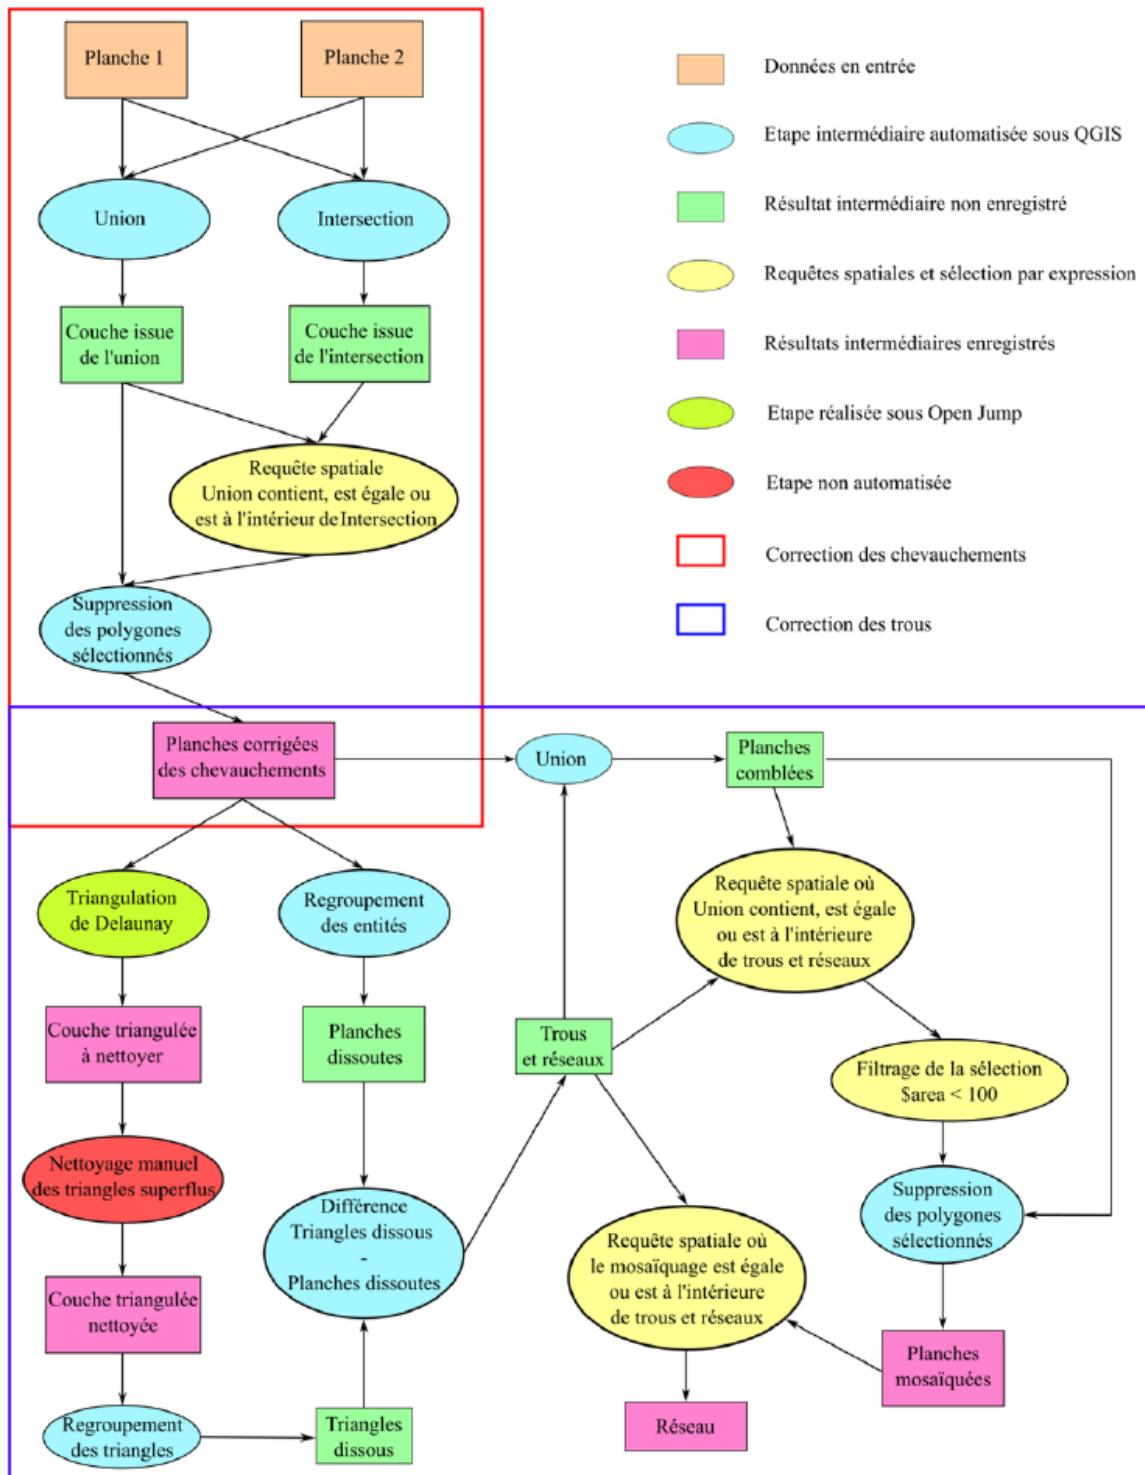 Planche 1
Planche 2
Union
Intersection
Couche issue
de l'union
Couche issue
de l'intersection
Requête spatiale
Union contient, est égale ou
est à l'intérieur de Intersection
Suppression
des polygones
sélectionnés
Données en entrée
Etape intermédiaire automatisée sous QGIS
Résultat intermédiaire non enregistré
Requêtes spatiales et sélection par expression
Résultats intermédiaires enregistrés
Etape réalisée sous Open Jump
Etape non automatisée
Correction des chevauchements
Correction des trous
Planches corrigées
des chevauchements
Union
Planches
comblées
Triangulation
de Delaunay
Regroupement
des entités
Requête spatiale où
Union contient, est égale
ou est à l'intérieure
de trous et réseaux
Couche triangulée
à nettoyer
Planches
dissoutes
Trous
et réseaux
Filtrage de la sélection
$area < 100
Nettoyage manuel
des triangles superflus
Différence
Triangles dissous
-
Planches dissoutes
Requête spatiale où
le mosaïquage est égale
ou est à l'intérieure
de trous et réseaux
Suppression
des polygones
sélectionnés
Couche triangulée
nettoyée
Planches
mosaïquées
Regroupement
des triangles
Triangles
dissous
Réseau